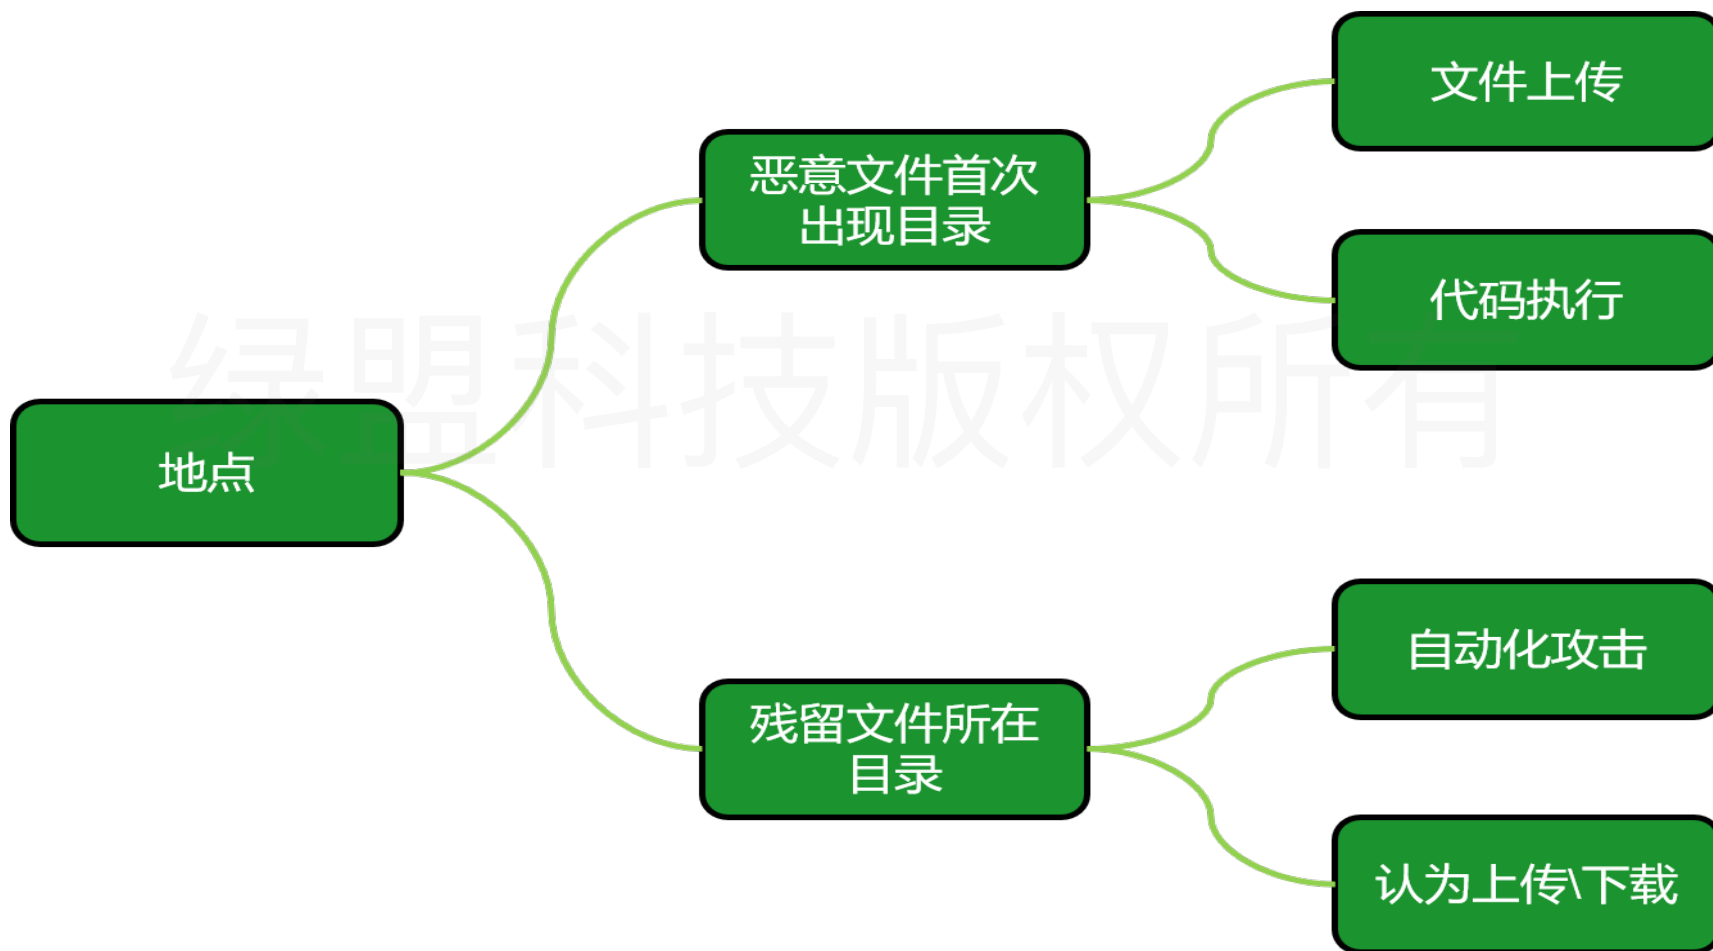 文件上传
恶意文件首次
出现目录
代码执行
绿盟科技版权所有
地点
自动化攻击
残留文件所在
目录
认为上传\下载